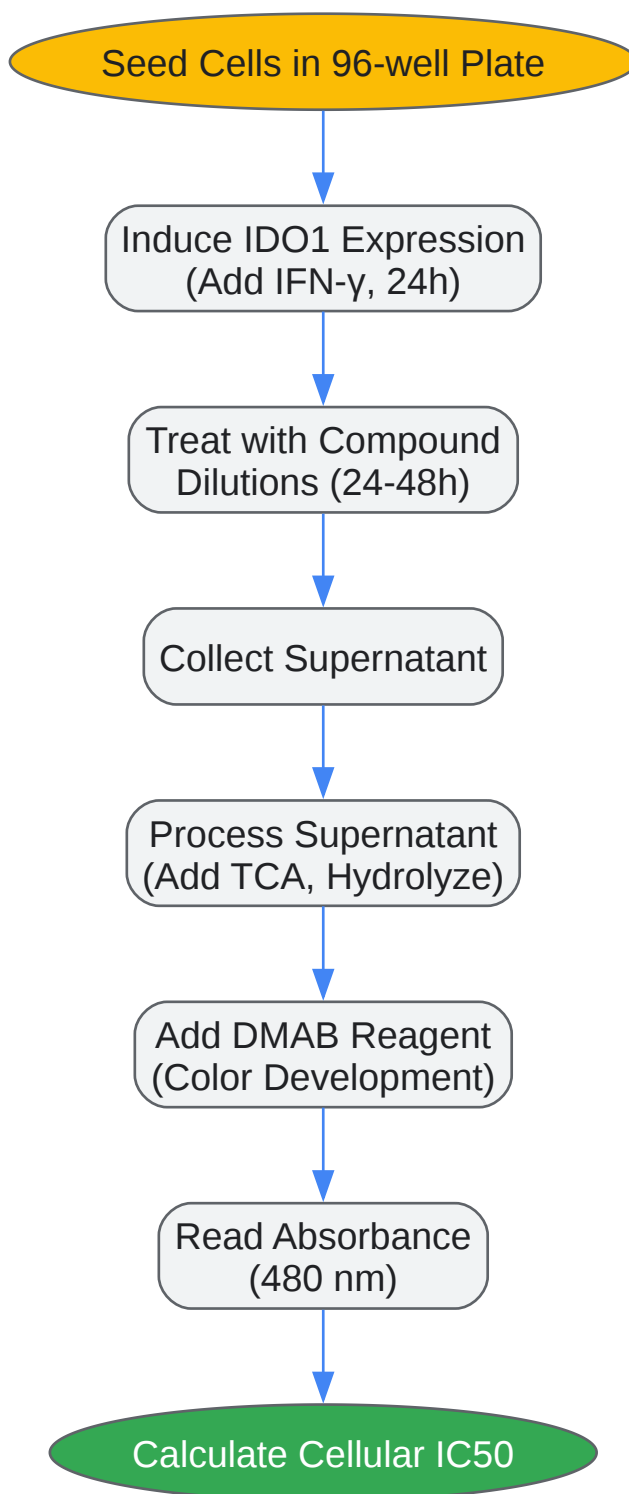 Seed Cells in 96-well Plate
Induce IDO1 Expression
(Add IFN-γ, 24h)
Treat with Compound
Dilutions (24-48h)
Collect Supernatant
Process Supernatant
(Add TCA, Hydrolyze)
Add DMAB Reagent
(Color Development)
Read Absorbance
(480 nm)
Calculate Cellular IC50